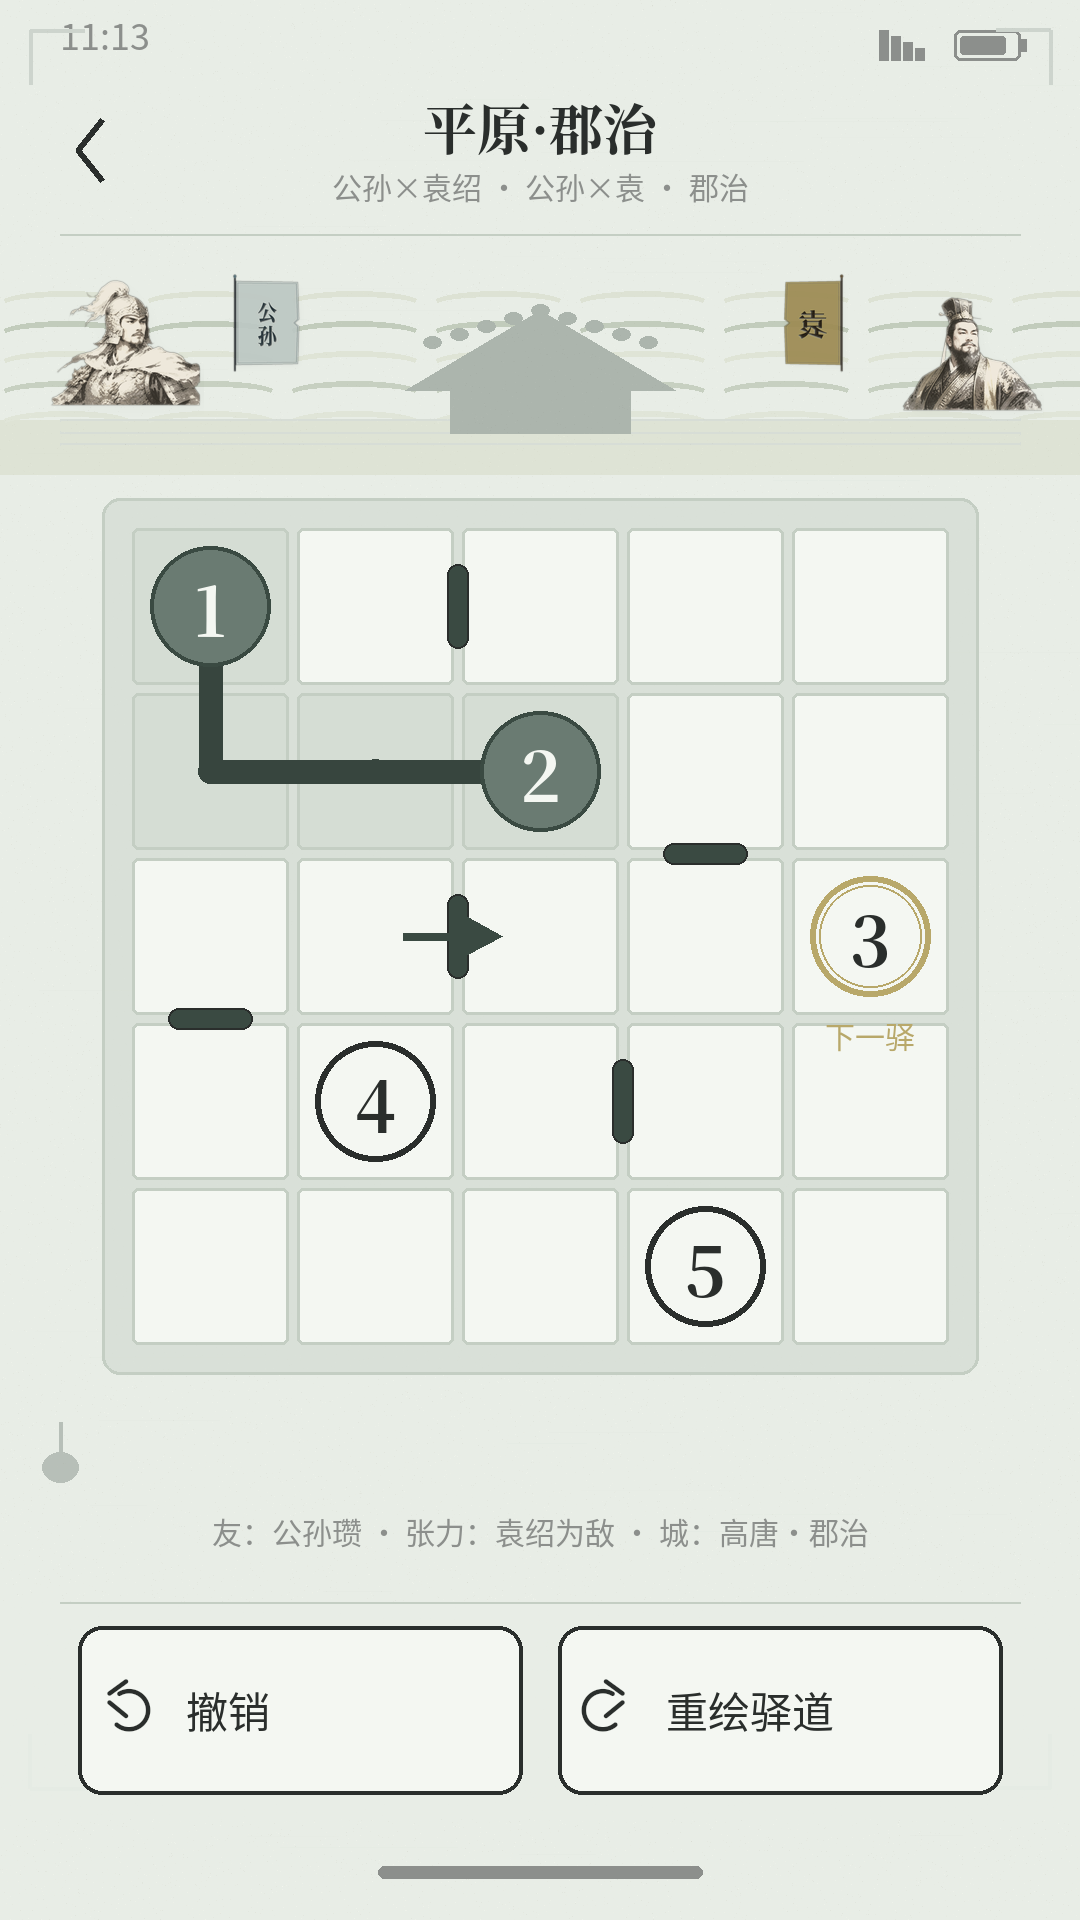 11:13
平原·郡治
公孙×袁绍 · 公孙×袁 · 郡治
公孙
袁
1
2
3
下一驿
4
5
友：公孙瓒 · 张力：袁绍为敌 · 城：高唐·郡治
撤销
重绘驿道